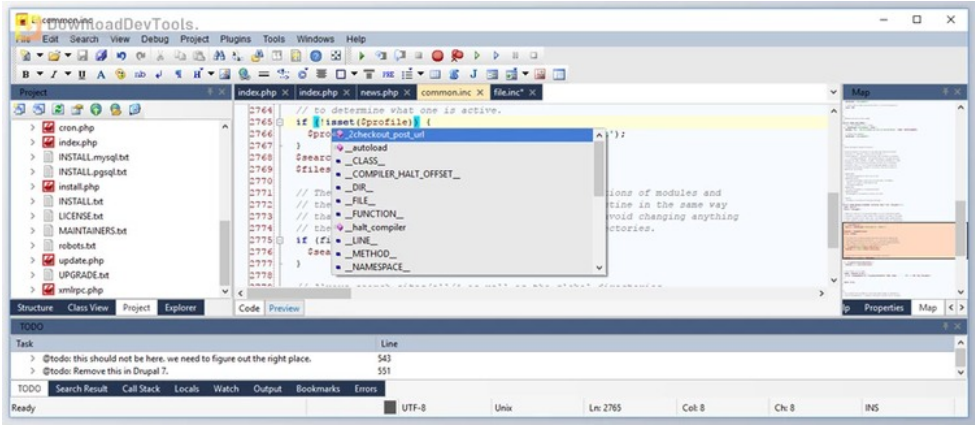 common.inc
DownloadDevTools.
File Edit Search View Debug Project Plugins Tools Windows Help
Project
index.php × index.php × news.php × common.inc × file.inc* ×
Map
cron.php
index.php
INSTALL.mysql.txt
INSTALL.pgsql.txt
install.php
INSTALL.txt
LICENSE.txt
MAINTAINERS.txt
robots.txt
update.php
UPGRADE.txt
xmlrpc.php
2764 // to determine what one is active.
2765 if (!isset($profile)) {
2766 $pro ');
2767 }
2768 $searc
2769 $files
2770
2771 // The ions of modules and
2772 // the tine in the same way
2773 // tha void changing anything
2774 // the ectories.
2775 if (fi
2776 $sea
2777 }
2778
_2checkout_post_url
__autoload
__CLASS__
__COMPILER_HALT_OFFSET__
__DIR__
__FILE__
__FUNCTION__
__halt_compiler
__LINE__
__METHOD__
__NAMESPACE__
Structure Class View Project Explorer
Code Preview
lp Properties Map
TODO
Task Line
@todo: this should not be here. we need to figure out the right place. 543
@todo: Remove this in Drupal 7. 551
TODO Search Result Call Stack Locals Watch Output Bookmarks Errors
Ready UTF-8 Unix Ln: 2765 Col: 8 Ch: 8 INS